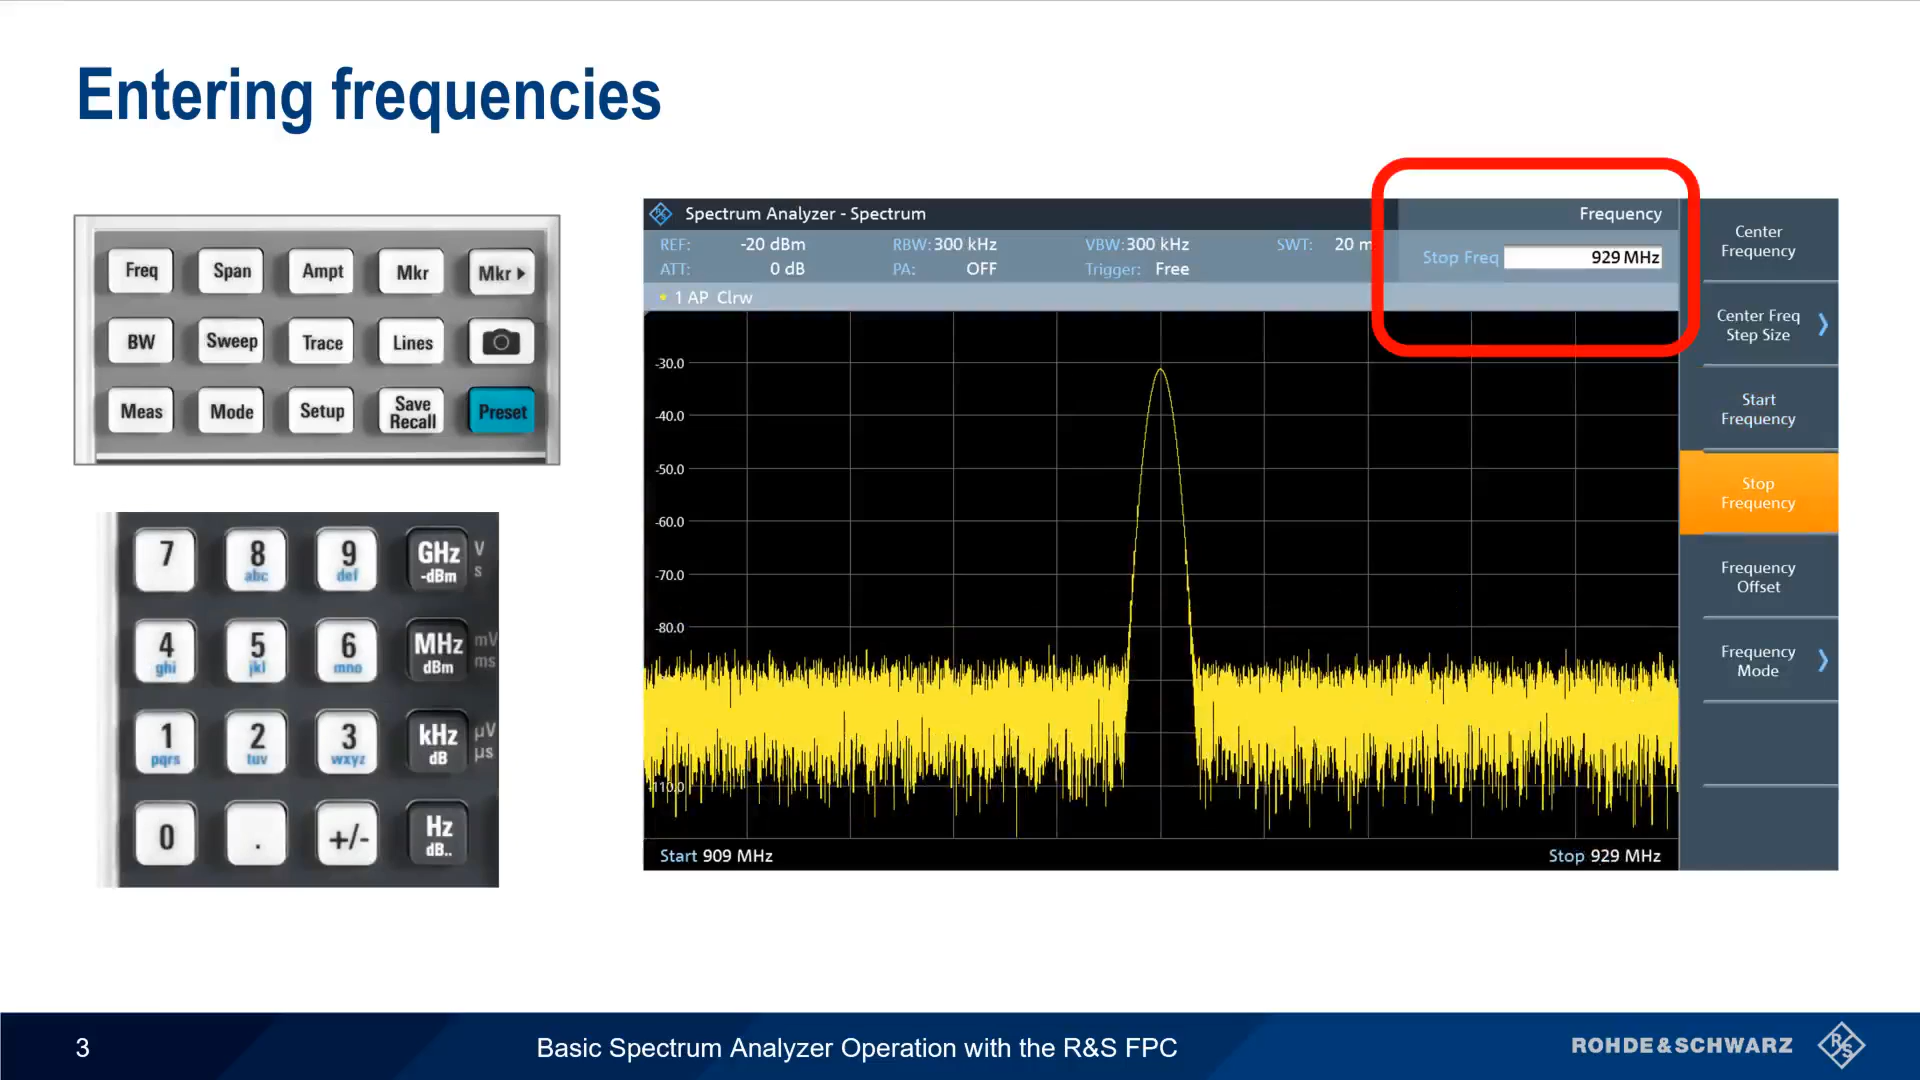 Entering frequencies
Freq Span Ampt Mkr Mkr
BW Sweep Trace Lines
Meas Mode Setup Save Recall Preset
7 8 abc 9 def GHz -dBm V s
4 ghi 5 jkl 6 mno MHz dBm mV ms
1 pqrs 2 tuv 3 wxyz kHz dB µV µs
0 . +/- Hz dB..
Spectrum Analyzer - Spectrum Frequency
REF: -20 dBm RBW: 300 kHz VBW: 300 kHz SWT: 20 m
Stop Freq 929 MHz
ATT: 0 dB PA: OFF Trigger: Free
1 AP Clrw
-30.0
-40.0
-50.0
-60.0
-70.0
-80.0
-110.0
Start 909 MHz Stop 929 MHz
Center
Frequency
Center Freq
Step Size
Start
Frequency
Stop
Frequency
Frequency
Offset
Frequency
Mode
3 Basic Spectrum Analyzer Operation with the R&S FPC ROHDE&SCHWARZ R&S